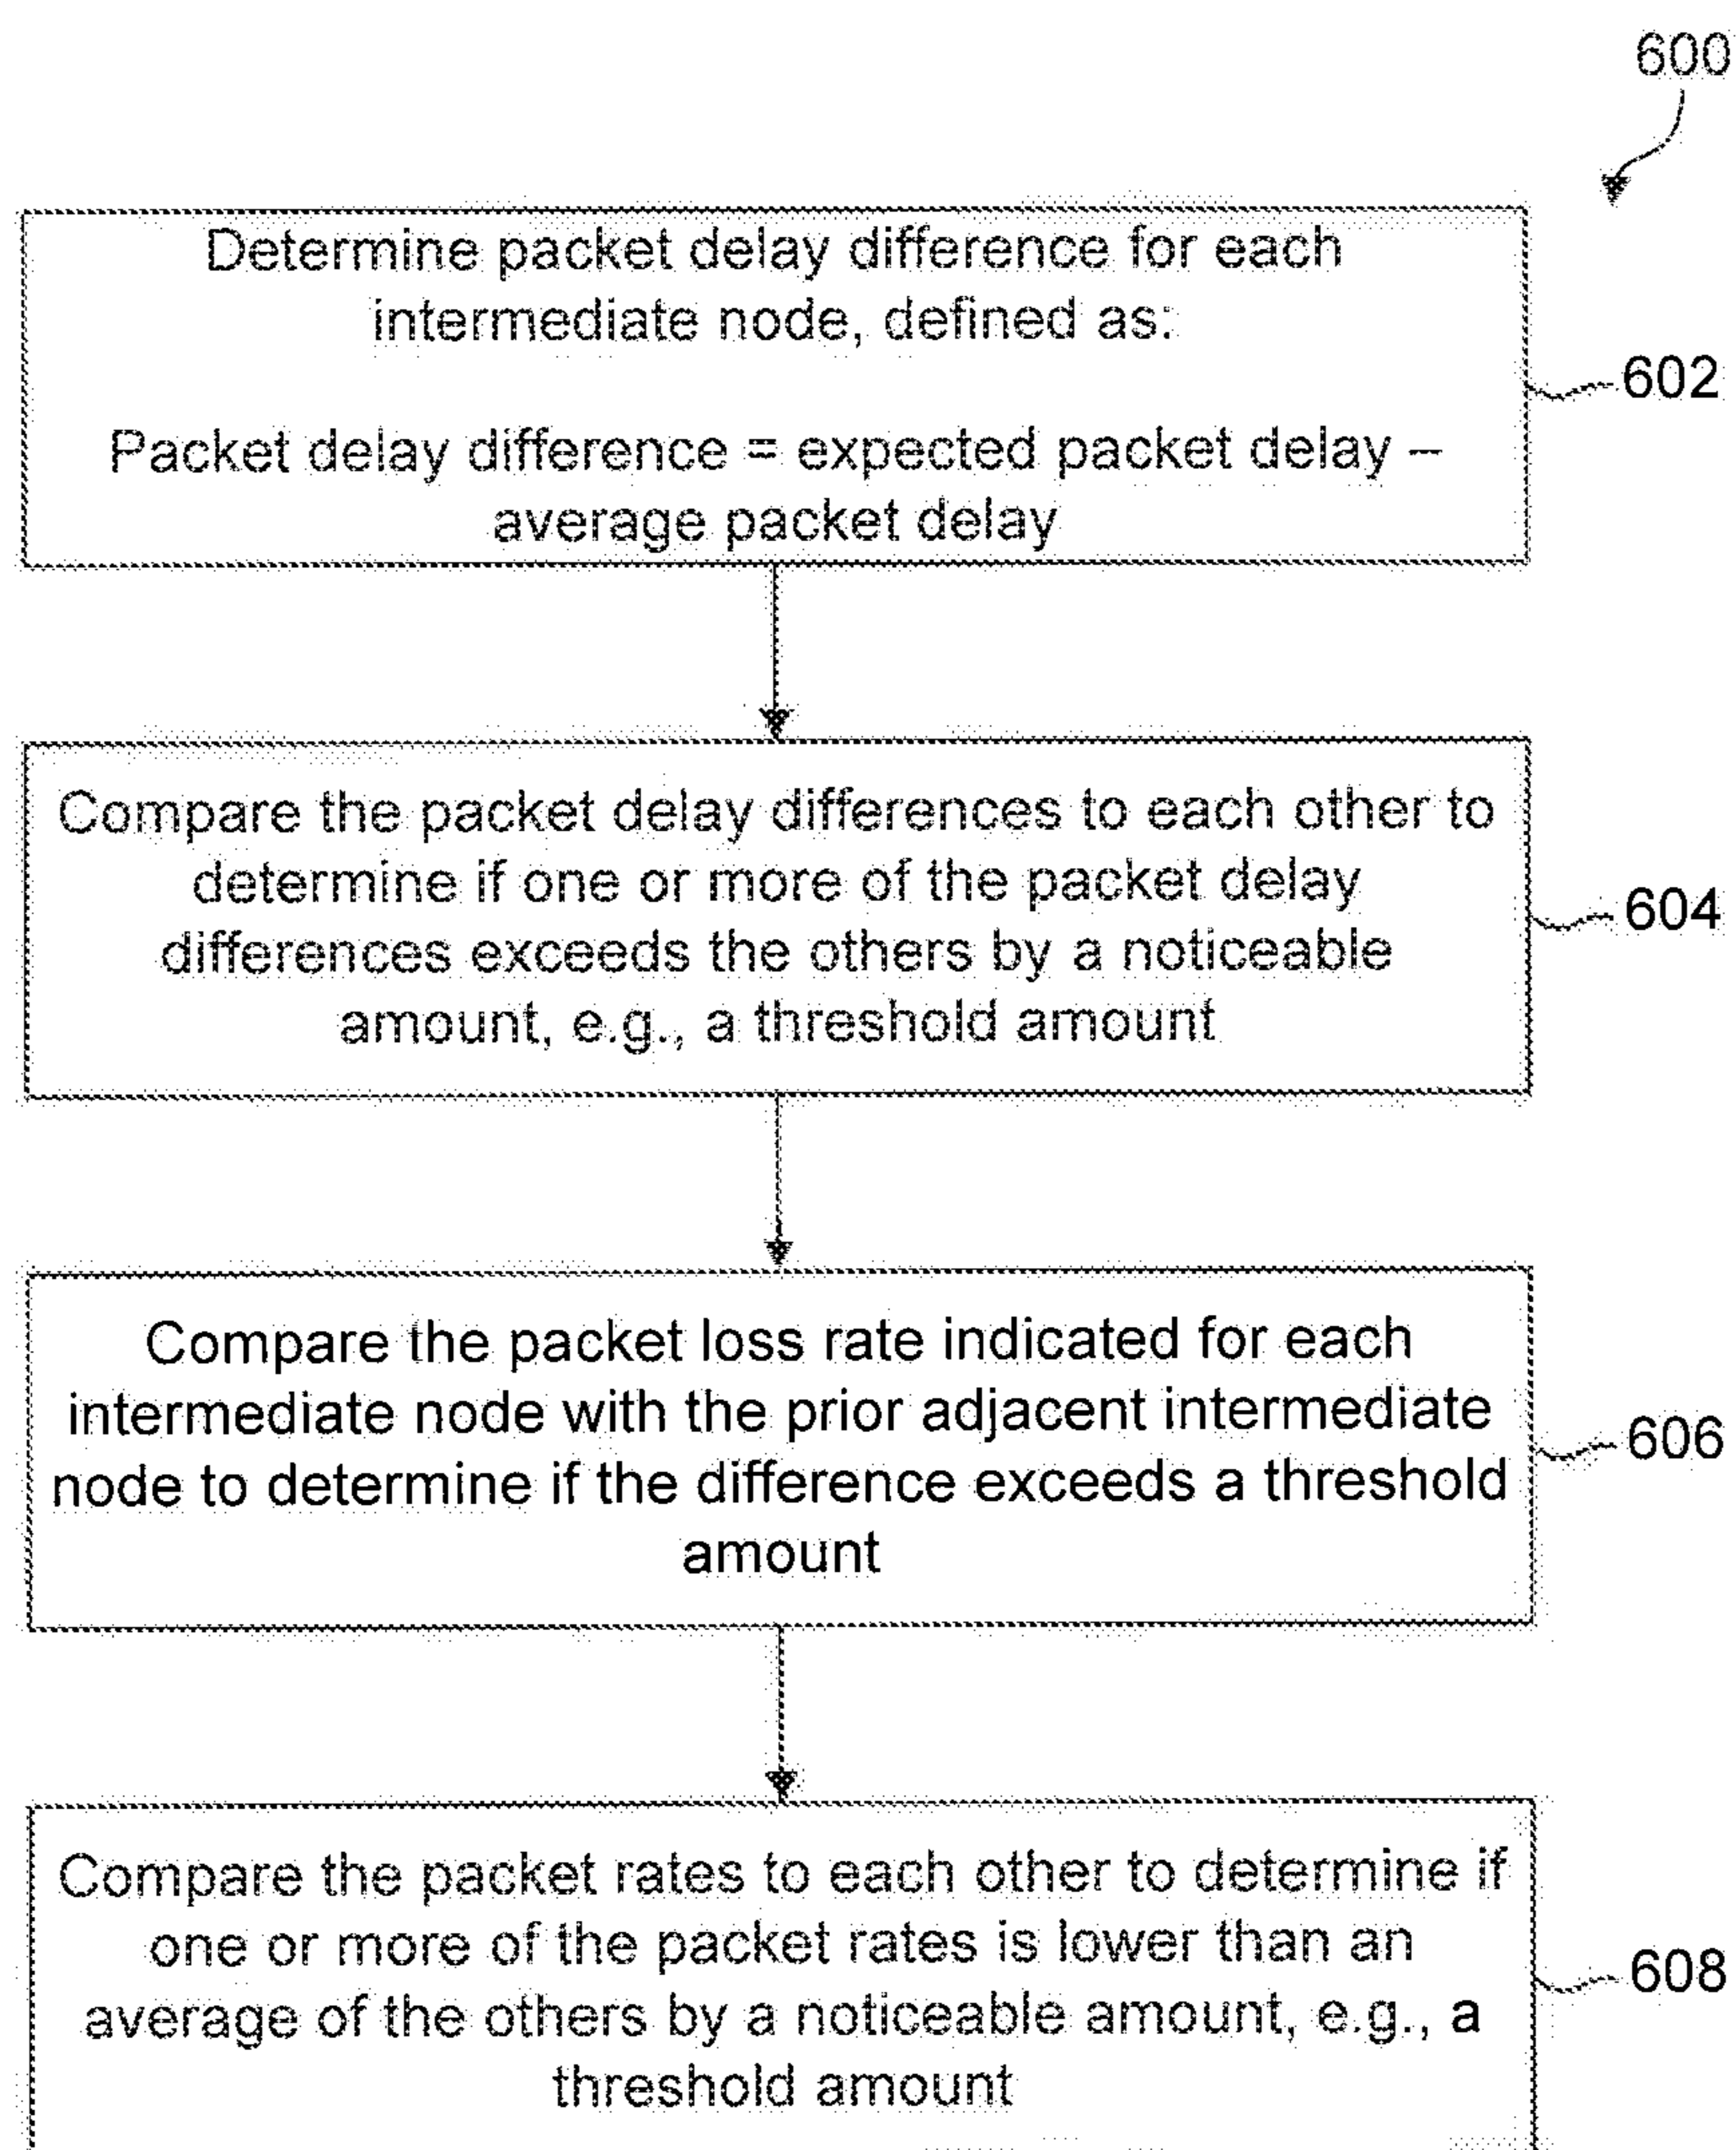 600
Determine packet delay difference for each
intermediate node, defined as:
Packet delay difference = expected packet delay –
average packet delay
602
Compare the packet delay differences to each other to
determine if one or more of the packet delay
differences exceeds the others by a noticeable
amount, e.g., a threshold amount
604
Compare the packet loss rate indicated for each
intermediate node with the prior adjacent intermediate
node to determine if the difference exceeds a threshold
amount
606
Compare the packet rates to each other to determine if
one or more of the packet rates is lower than an
average of the others by a noticeable amount, e.g., a
threshold amount
608